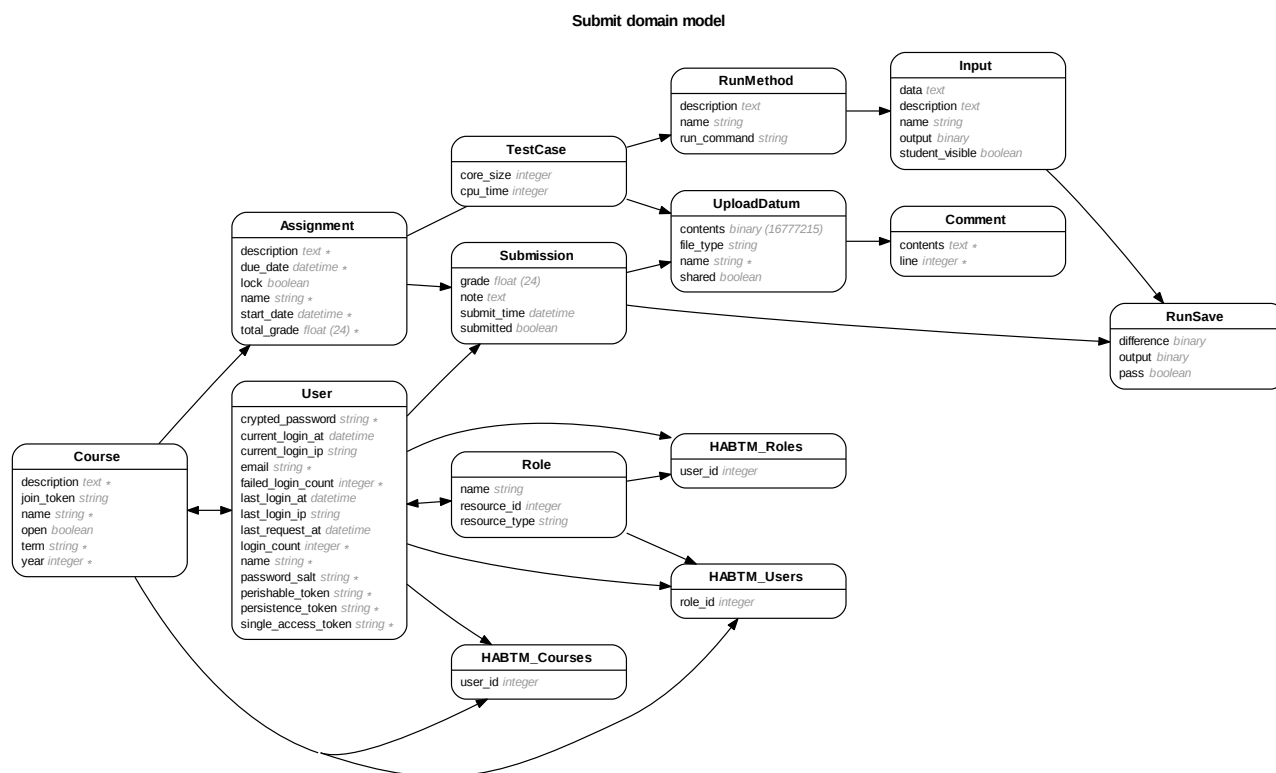 Submit domain model
RunMethod
description text
name string
run_command string
Input
data text
description text
name string
output binary
student_visible boolean
TestCase
core_size integer
cpu_time integer
UploadDatum
contents binary (16777215)
file_type string
name string *
shared boolean
Comment
contents text *
line integer *
Assignment
description text *
due_date datetime *
lock boolean
name string *
start_date datetime *
total_grade float (24) *
Submission
grade float (24)
note text
submit_time datetime
submitted boolean
RunSave
difference binary
output binary
pass boolean
User
crypted_password string *
current_login_at datetime
current_login_ip string
email string *
failed_login_count integer *
last_login_at datetime
last_login_ip string
last_request_at datetime
login_count integer *
name string *
password_salt string *
perishable_token string *
persistence_token string *
single_access_token string *
Course
description text *
join_token string
name string *
open boolean
term string *
year integer *
Role
name string
resource_id integer
resource_type string
HABTM_Roles
user_id integer
HABTM_Users
role_id integer
HABTM_Courses
user_id integer